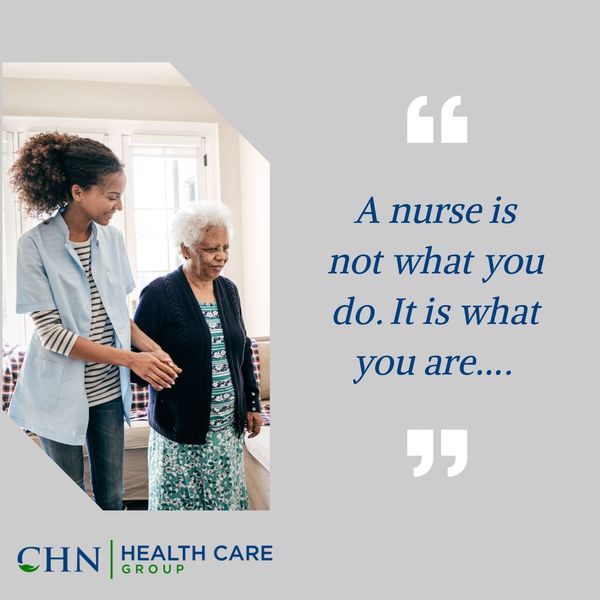 “
A nurse is
not what you
do. It is what
you are....
”
CHN
HEALTH CARE
GROUP